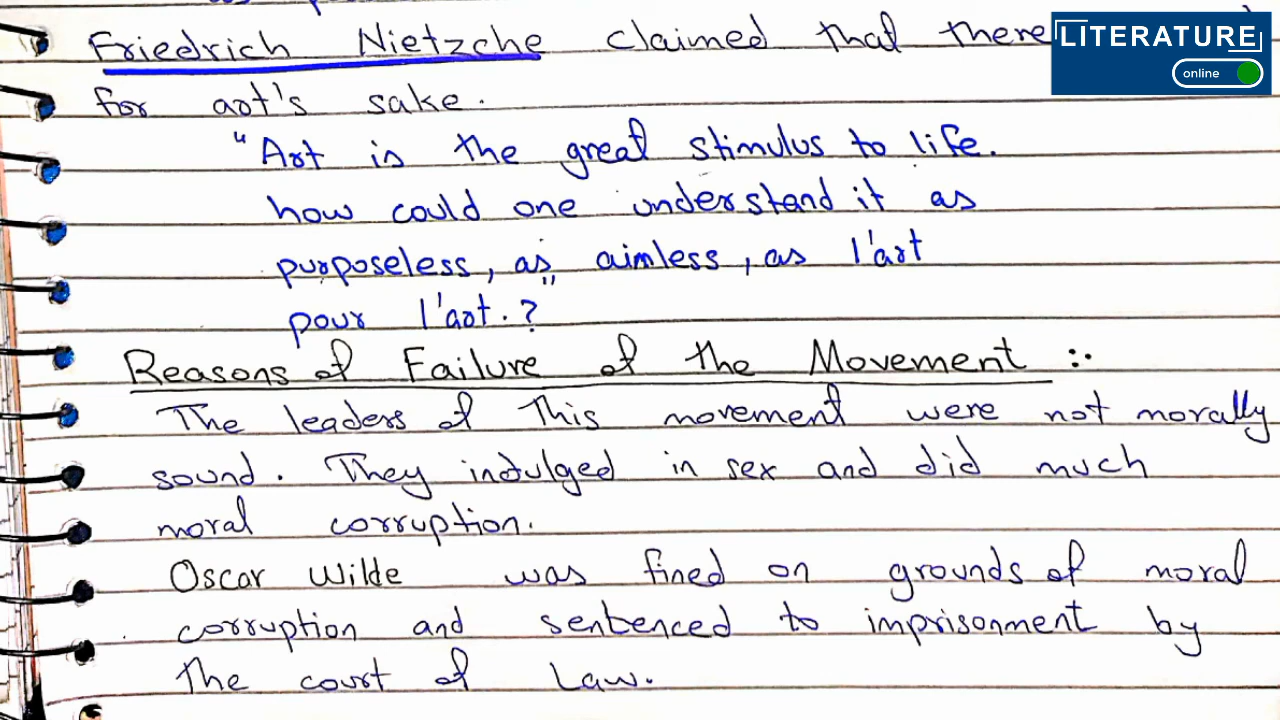 Friedrich Nietzche claimed that there
LITERATURE
online
for art's sake.
"Art is the great stimulus to life.
how could one understand it as
purposeless, as aimless, as l'art
pour l'art.?"
Reasons of Failure of the Movement :-
The leaders of This movement were not morally
sound. They indulged in sex and did much
moral corruption.
Oscar Wilde was fined on grounds of moral
corruption and sentenced to imprisonment by
The court of Law.